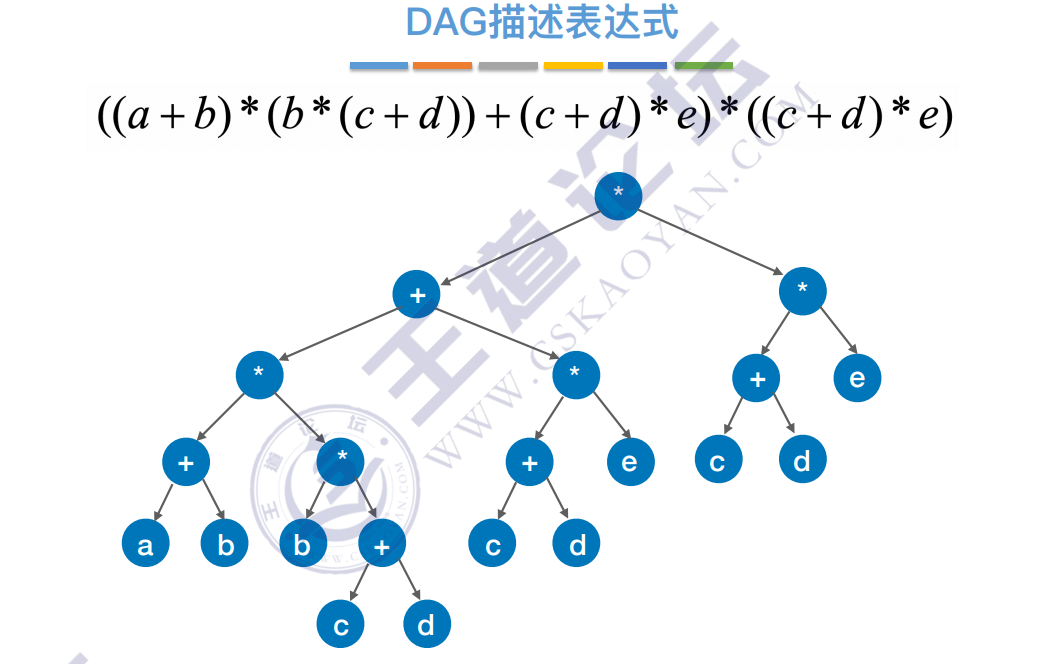 DAG描述表达式
((a + b) * (b * (c + d)) + (c + d) * e) * ((c + d) * e)
*
+ *
* * + e
+ * + e c d
a b b + c d
c d
王道论坛
WWW.CSKAOYAN.COM